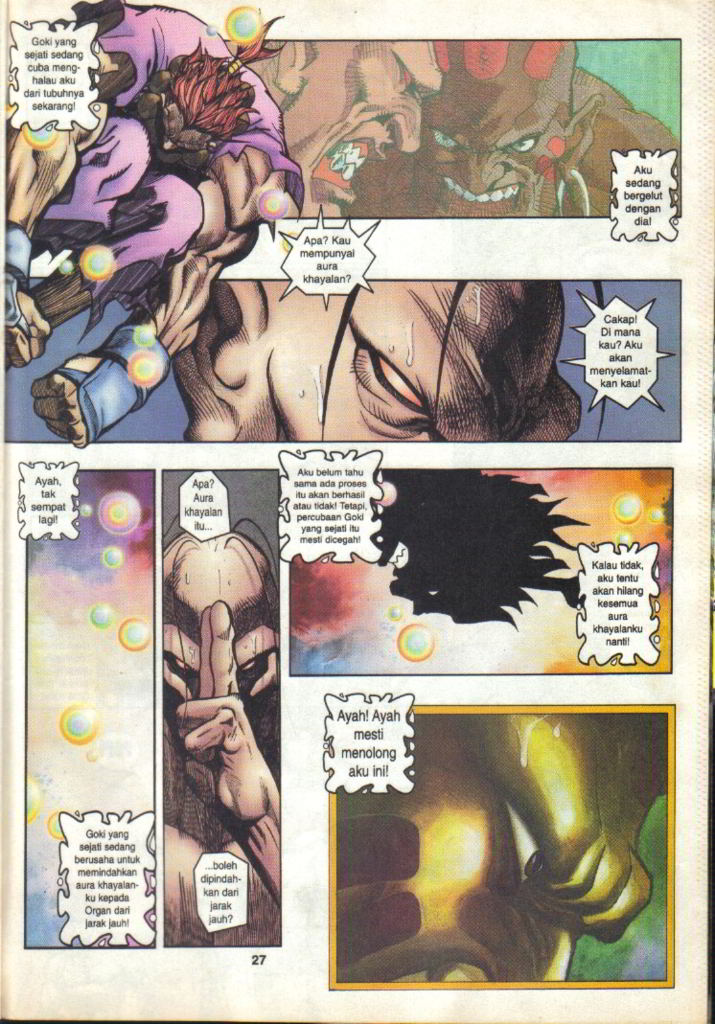 Goki yang
sejati sedang
cuba meng-
halau aku
dari tubuhnya
sekarang!
Aku
sedang
bergelut
dengan
dia!
Apa? Kau
mempunyai
aura
khayalan?
Cakap!
Di mana
kau? Aku
akan
menyelamat-
kan kau!
Ayah,
tak
sempat
lagi!
Goki yang
sejati sedang
berusaha untuk
memindahkan
aura khayalan-
ku kepada
Organ dari
jarak jauh!
Apa?
Aura
khayalan
itu...
...boleh
dipindah-
kan dari
jarak
jauh?
Aku belum tahu
sama ada proses
itu akan berhasil
atau tidak! Tetapi,
percubaan Goki
yang sejati itu
mesti dicegah!
Kalau tidak,
aku tentu
akan hilang
kesemua
aura
khayalanku
nanti!
Ayah! Ayah
mesti
menolong
aku ini!
27